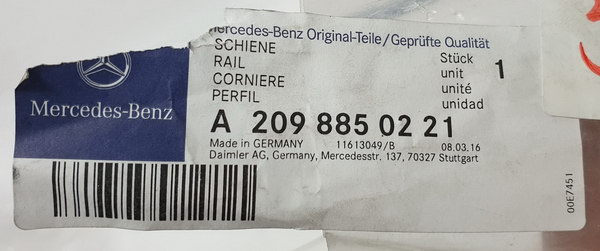 Mercedes-Benz Original-Teile/Geprüfte Qualität
SCHIENE
RAIL
CORNIERE
PERFIL
Stück
unit
unité
unidad
1
Mercedes-Benz
A 209 885 02 21
Made in GERMANY 11613049/B 08.03.16
Daimler AG, Germany, Mercedesstr. 137, 70327 Stuttgart
00E7451